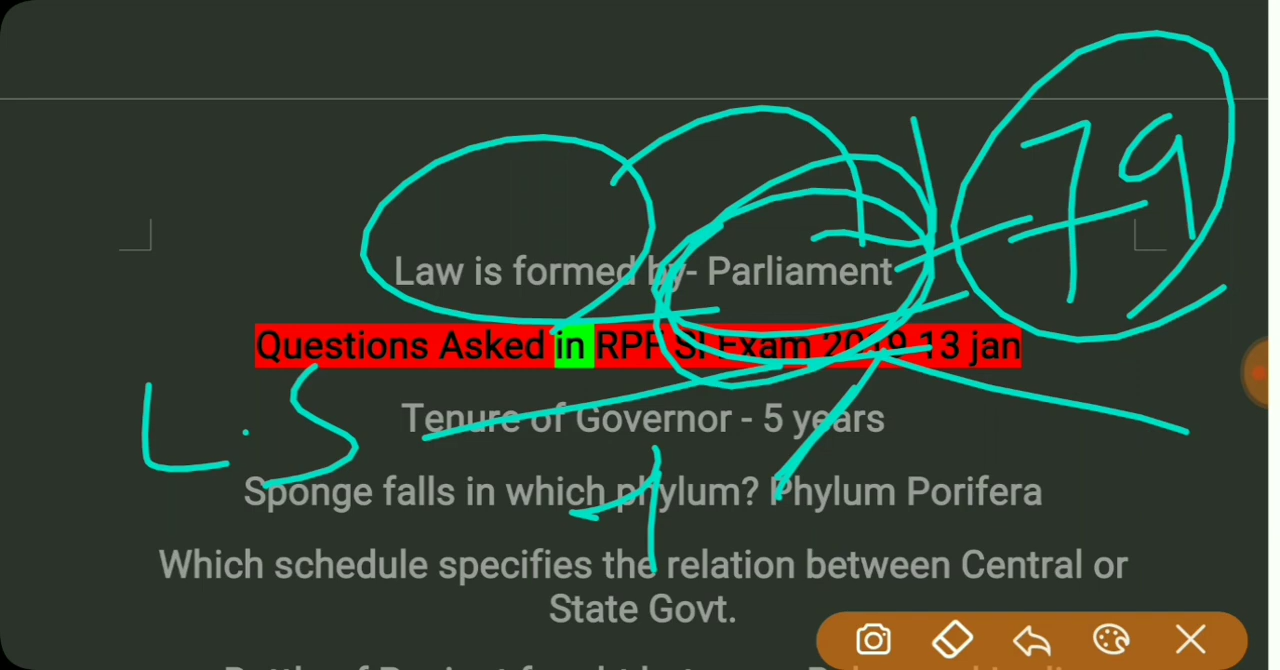 79
Law is formed by- Parliament
Questions Asked in RPF SI Exam 2019 13 jan
L.S
Tenure of Governor - 5 years
Sponge falls in which phylum? Phylum Porifera
Which schedule specifies the relation between Central or
State Govt.